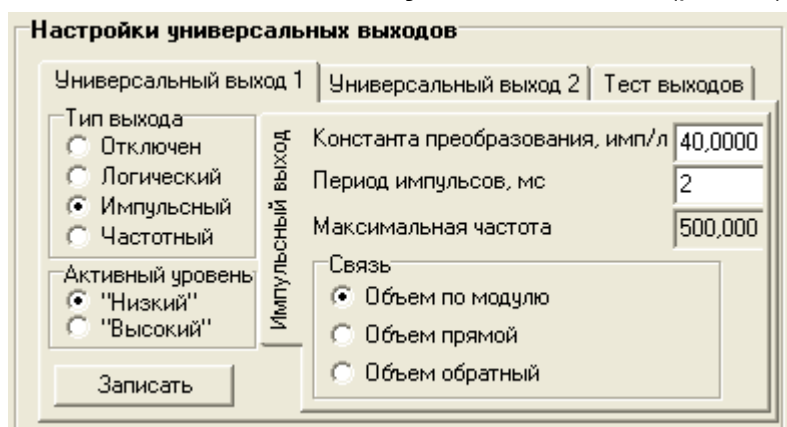 Настройки универсальных выходов
Универсальный выход 1
Универсальный выход 2
Тест выходов
Тип выхода
Отключен
Логический
Импульсный
Частотный
Активный уровень
"Низкий"
"Высокий"
Записать
Импульсный выход
Константа преобразования, имп/л 40,0000
Период импульсов, мс 2
Максимальная частота 500,000
Связь
Объем по модулю
Объем прямой
Объем обратный